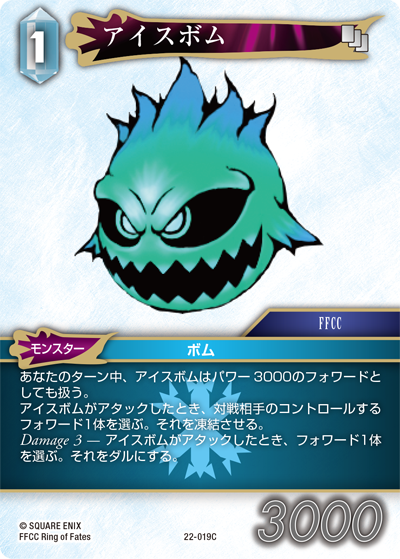 1
アイスボム
FFCC
モンスター
ボム
あなたのターン中、アイスボムはパワー3000のフォワードと
しても扱う。
アイスボムがアタックしたとき、対戦相手のコントロールする
フォワード1体を選ぶ。それを凍結させる。
Damage 3 — アイスボムがアタックしたとき、フォワード1体
を選ぶ。それをダルにする。
© SQUARE ENIX
FFCC Ring of Fates
22-019C
3000